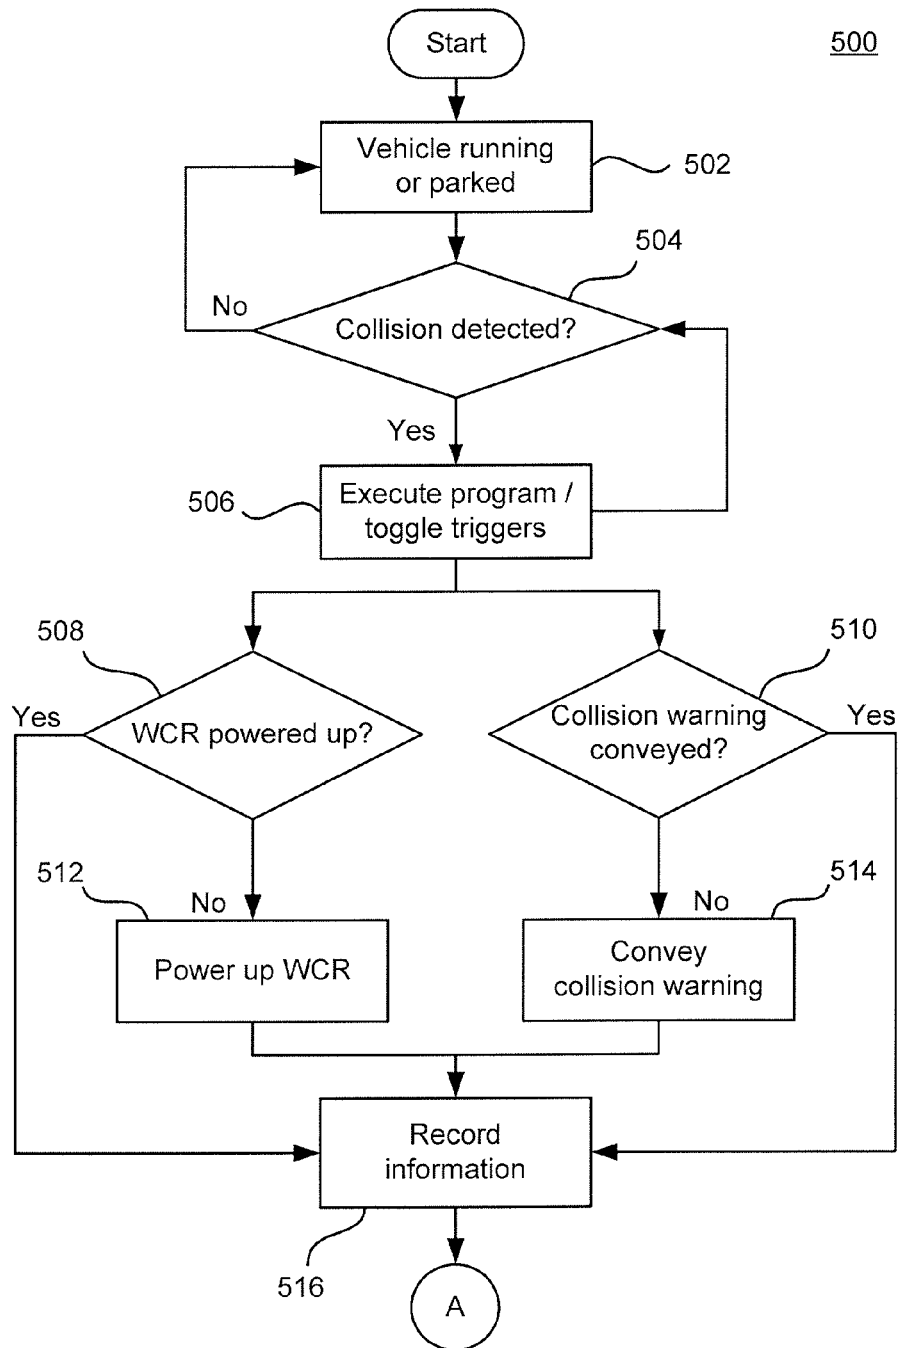 Start
500
Vehicle running
or parked
502
504
No
Collision detected?
Yes
506
Execute program /
toggle triggers
508
510
Yes
WCR powered up?
Collision warning
conveyed?
Yes
512
514
No
No
Power up WCR
Convey
collision warning
Record
information
516
A